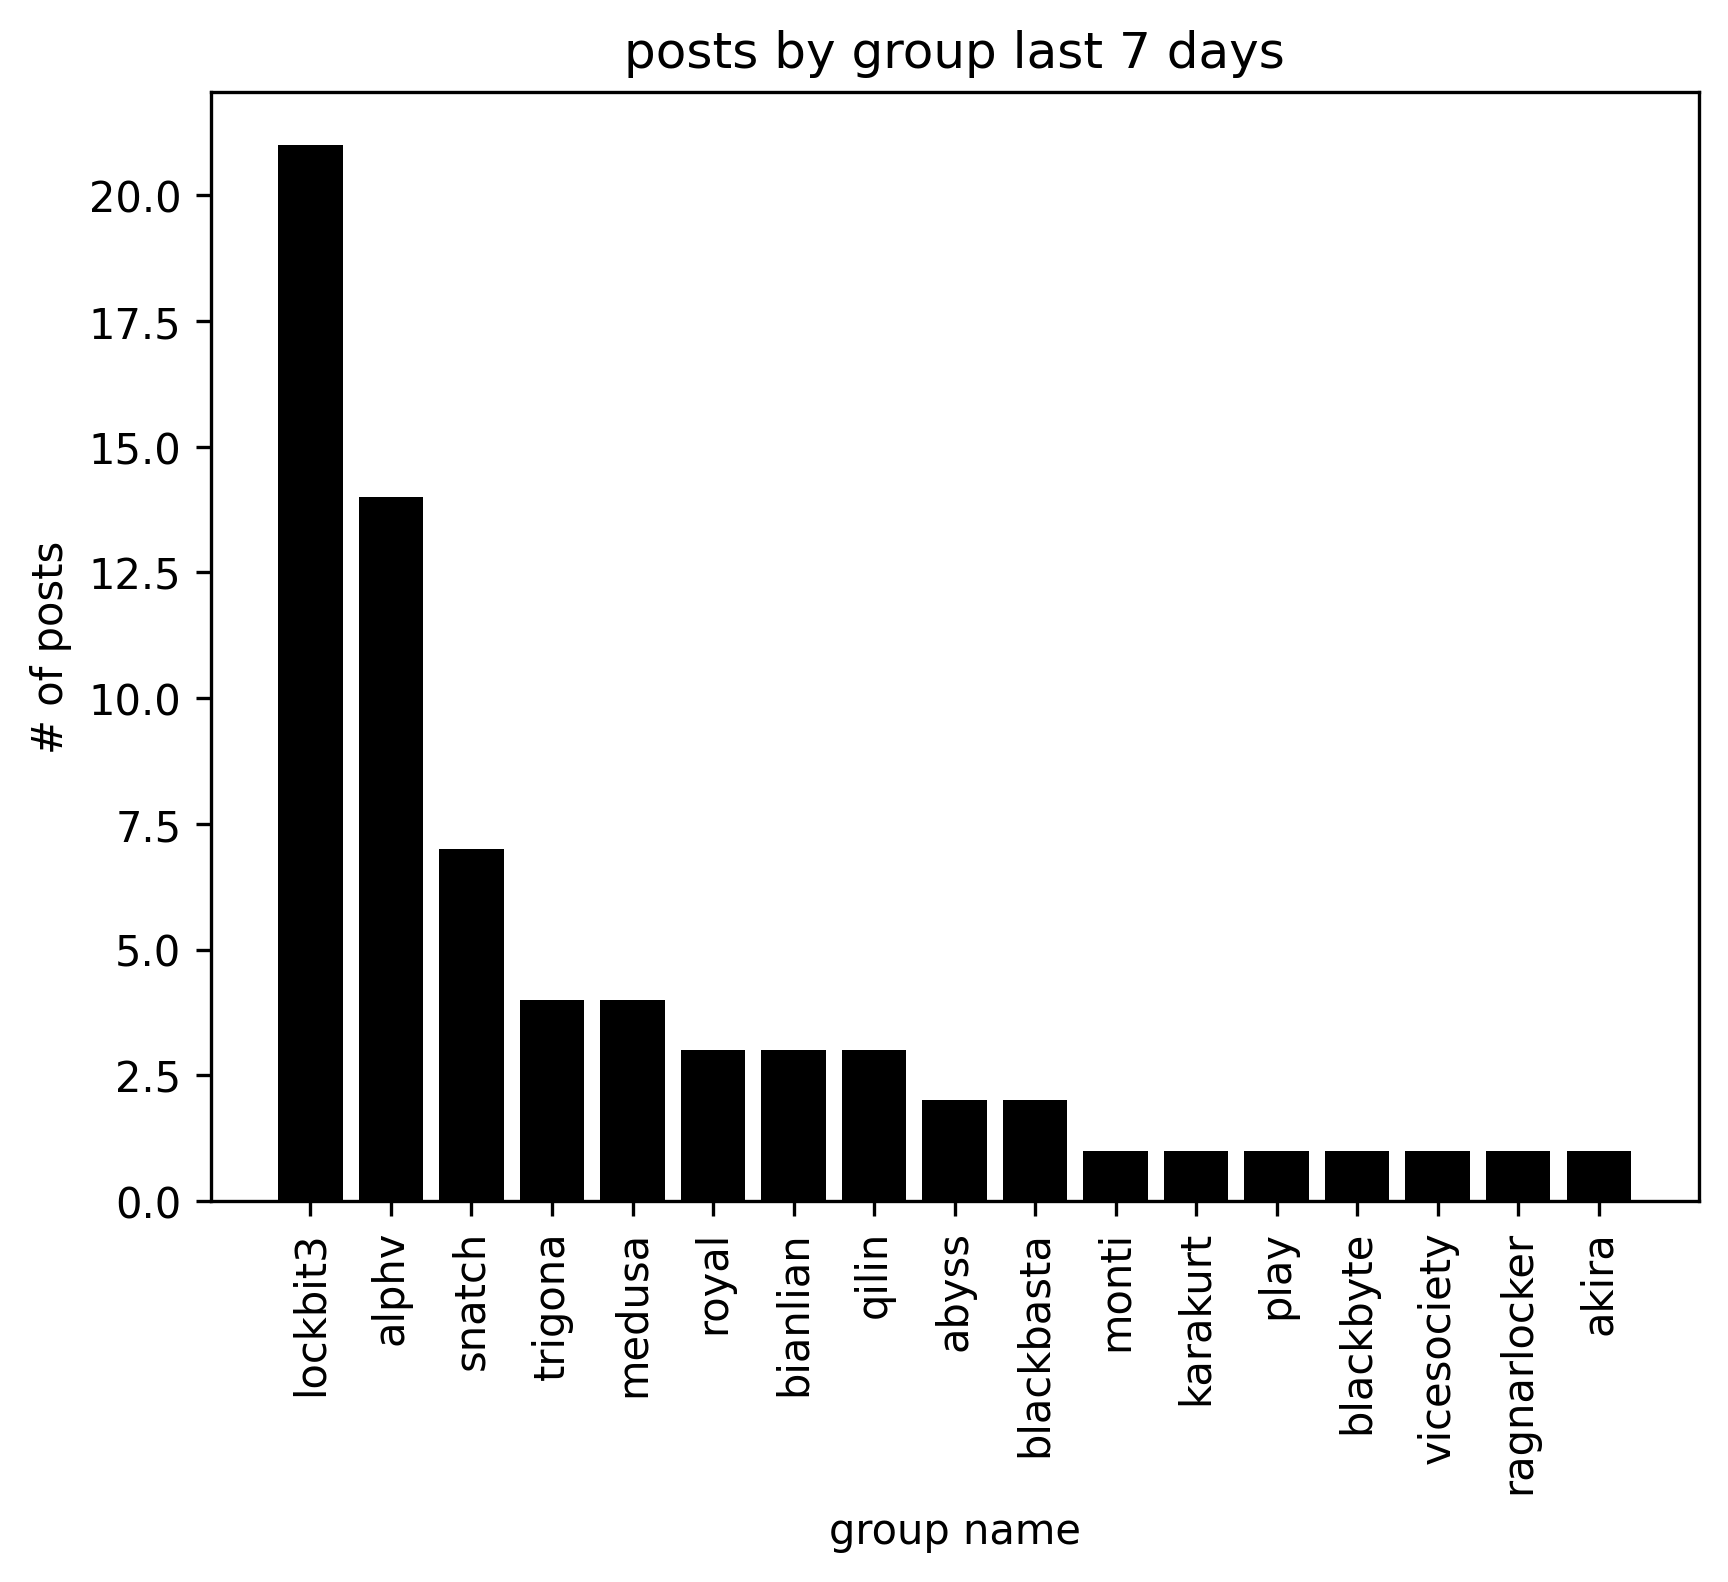 posts by group last 7 days
# of posts
20.0
17.5
15.0
12.5
10.0
7.5
5.0
2.5
0.0
lockbit3
alphv
snatch
trigona
medusa
royal
bianlian
qilin
abyss
blackbasta
monti
karakurt
play
blackbyte
vicesociety
ragnarlocker
akira
group name